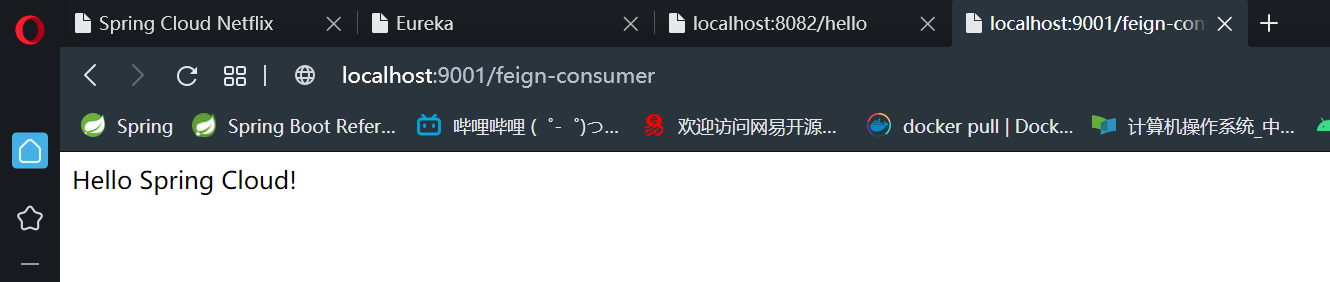 Spring Cloud Netflix Eureka localhost:8082/hello localhost:9001/feign-con
localhost:9001/feign-consumer
Spring Spring Boot Refer... 哔哩哔哩 ( ゜- ゜)つ... 易 欢迎访问网易开源... docker pull | Dock... 计算机操作系统_中...
Hello Spring Cloud!